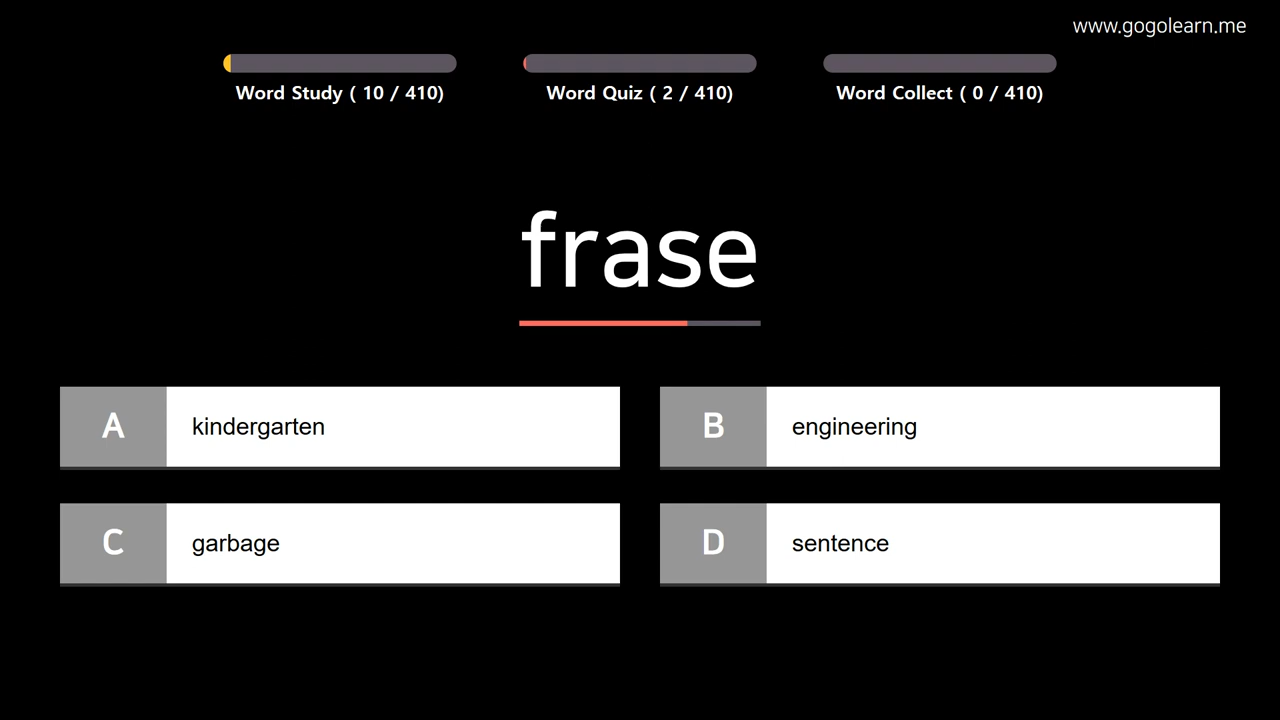 www.gogolearn.me
Word Study ( 10 / 410)
Word Quiz ( 2 / 410)
Word Collect ( 0 / 410)
frase
A kindergarten
B engineering
C garbage
D sentence